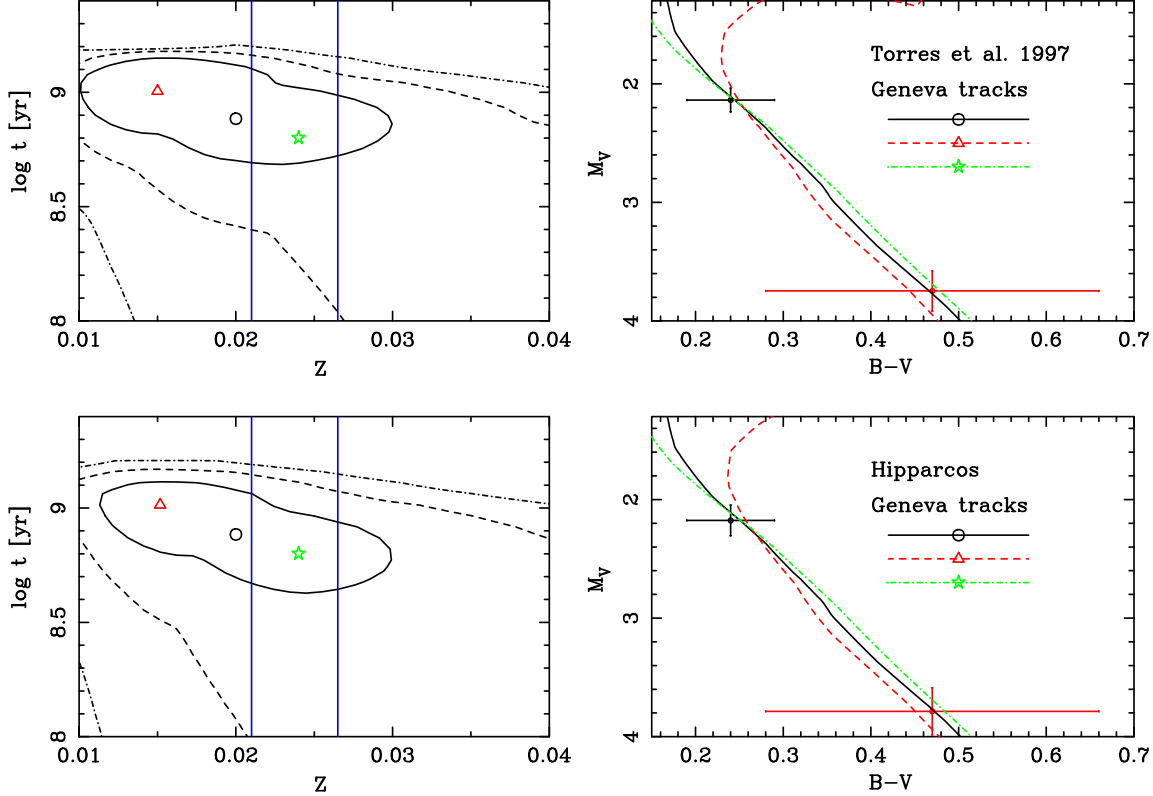 9
8.5
8
log t [yr]
0.01
0.02
0.03
0.04
Z
2
3
4
M_V
Torres et al. 1997
Geneva tracks
0.2
0.3
0.4
0.5
0.6
0.7
B−V
9
8.5
8
log t [yr]
0.01
0.02
0.03
0.04
Z
2
3
4
M_V
Hipparcos
Geneva tracks
0.2
0.3
0.4
0.5
0.6
0.7
B−V